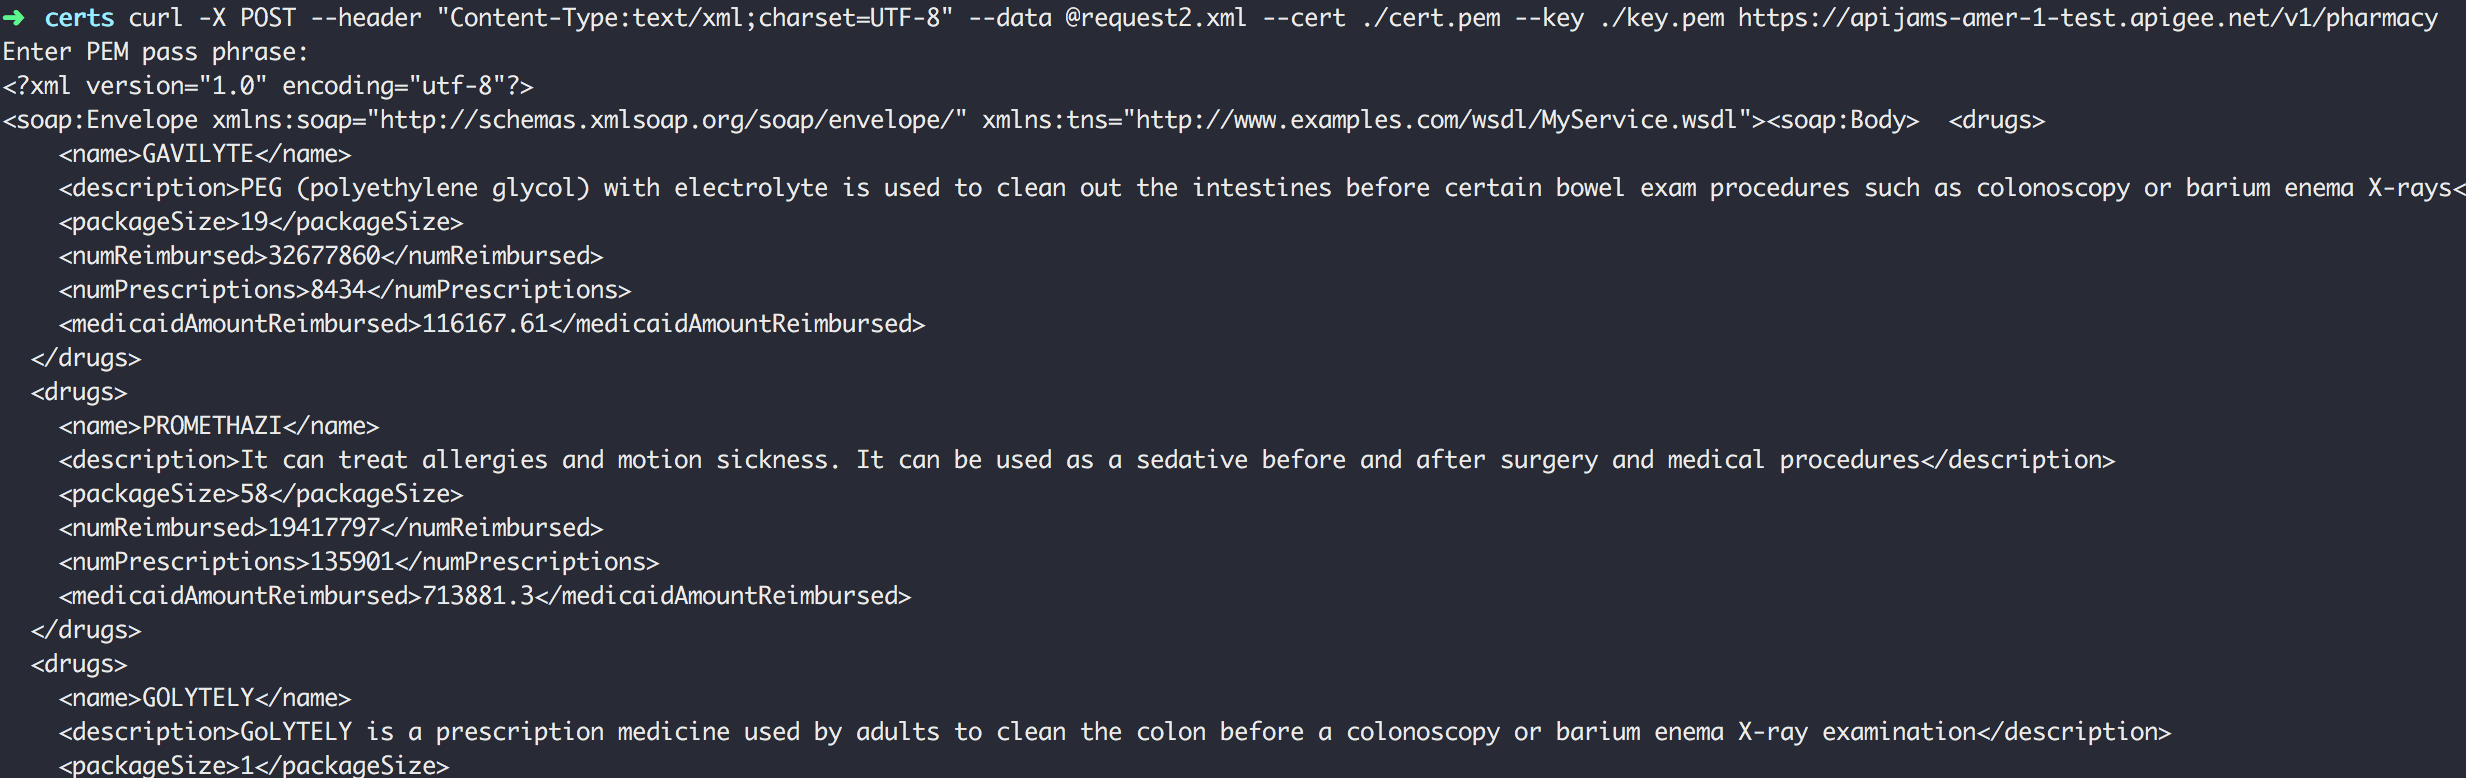 ➜ certs curl -X POST --header "Content-Type:text/xml;charset=UTF-8" --data @request2.xml --cert ./cert.pem --key ./key.pem https://apijams-amer-1-test.apigee.net/v1/pharmacy
Enter PEM pass phrase:
<?xml version="1.0" encoding="utf-8"?>
<soap:Envelope xmlns:soap="http://schemas.xmlsoap.org/soap/envelope/" xmlns:tns="http://www.examples.com/wsdl/MyService.wsdl"><soap:Body>  <drugs>
    <name>GAVILYTE</name>
    <description>PEG (polyethylene glycol) with electrolyte is used to clean out the intestines before certain bowel exam procedures such as colonoscopy or barium enema X-rays<
    <packageSize>19</packageSize>
    <numReimbursed>32677860</numReimbursed>
    <numPrescriptions>8434</numPrescriptions>
    <medicaidAmountReimbursed>116167.61</medicaidAmountReimbursed>
  </drugs>
  <drugs>
    <name>PROMETHAZI</name>
    <description>It can treat allergies and motion sickness. It can be used as a sedative before and after surgery and medical procedures</description>
    <packageSize>58</packageSize>
    <numReimbursed>19417797</numReimbursed>
    <numPrescriptions>135901</numPrescriptions>
    <medicaidAmountReimbursed>713881.3</medicaidAmountReimbursed>
  </drugs>
  <drugs>
    <name>GOLYTELY</name>
    <description>GoLYTELY is a prescription medicine used by adults to clean the colon before a colonoscopy or barium enema X-ray examination</description>
    <packageSize>1</packageSize>